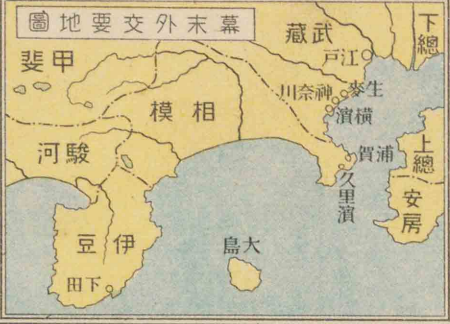 幕末外交要地圖
下總
武藏
江戸
甲斐
生麥
神奈川
横濱
相模
駿河
浦賀
上總
久里濱
安房
伊豆
大島
下田